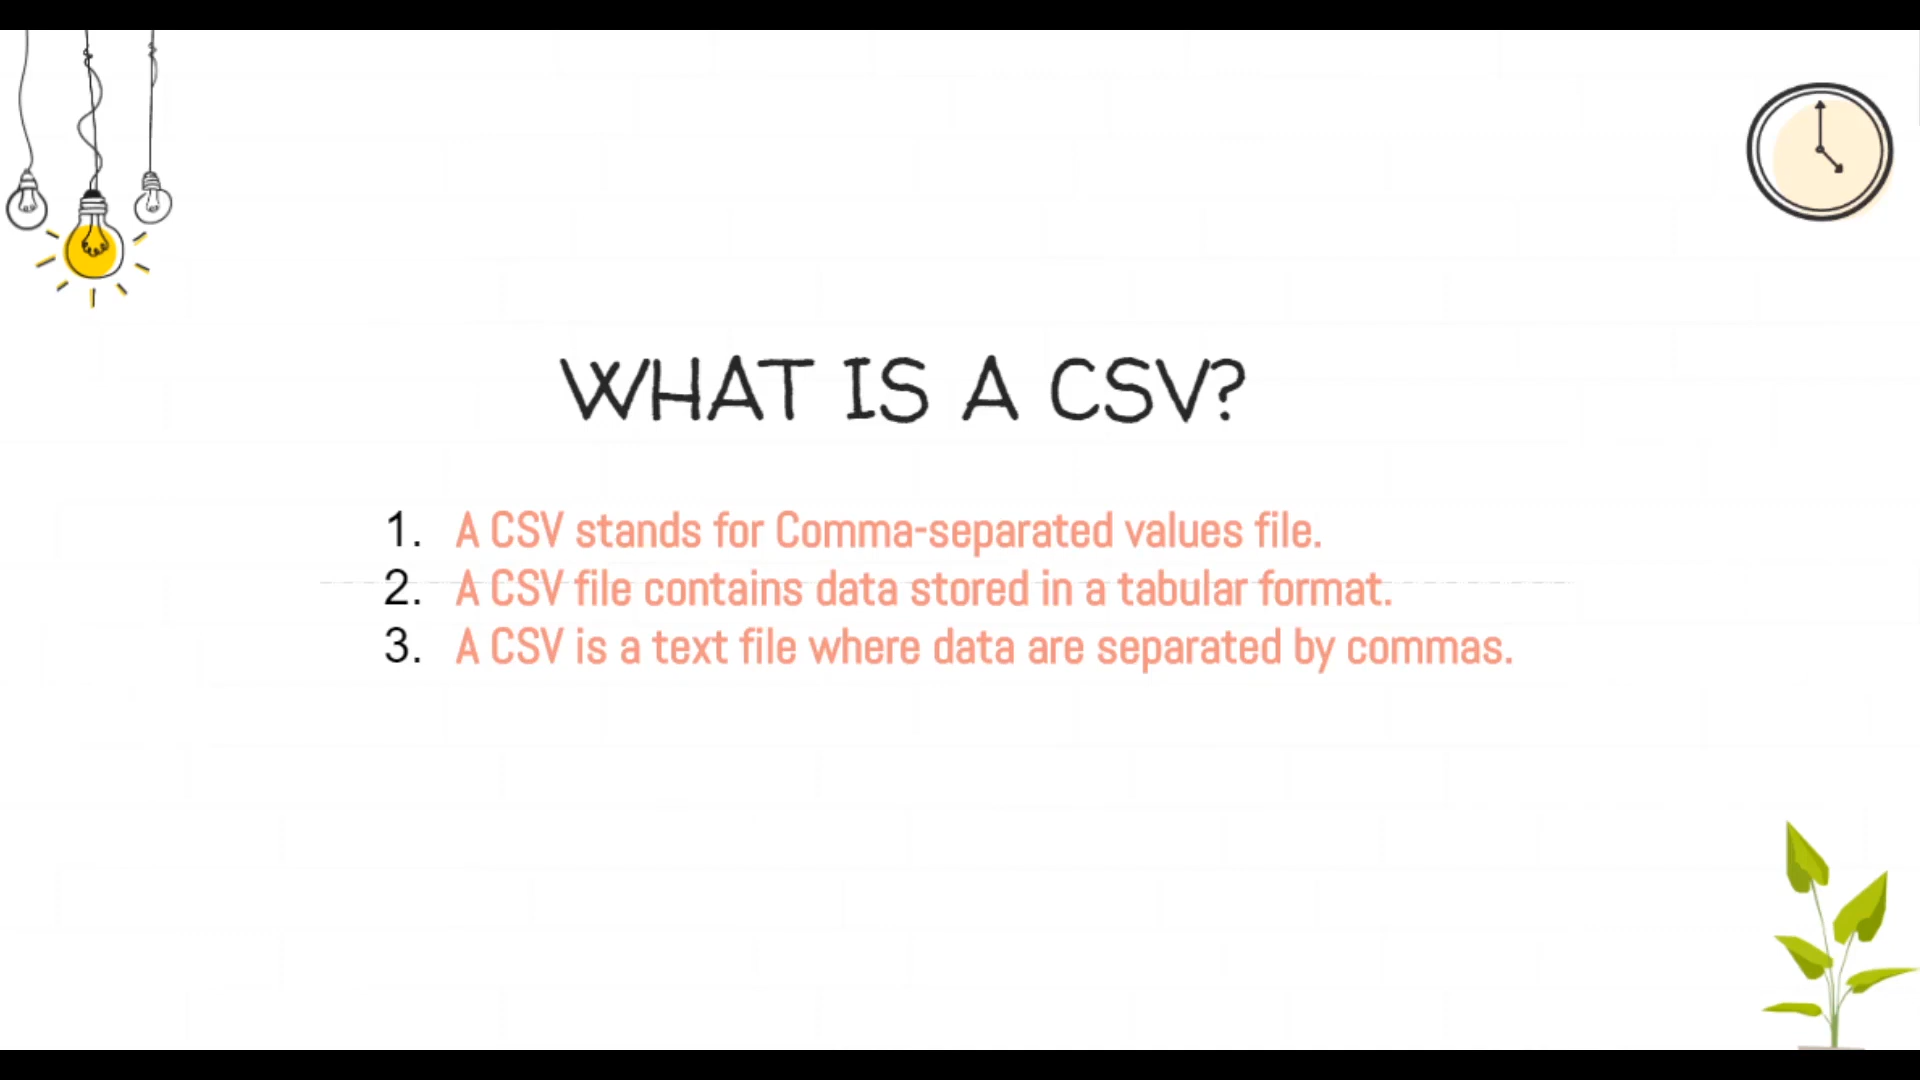 WHAT IS A CSV?
1. A CSV stands for Comma-separated values file.
2. A CSV file contains data stored in a tabular format.
3. A CSV is a text file where data are separated by commas.